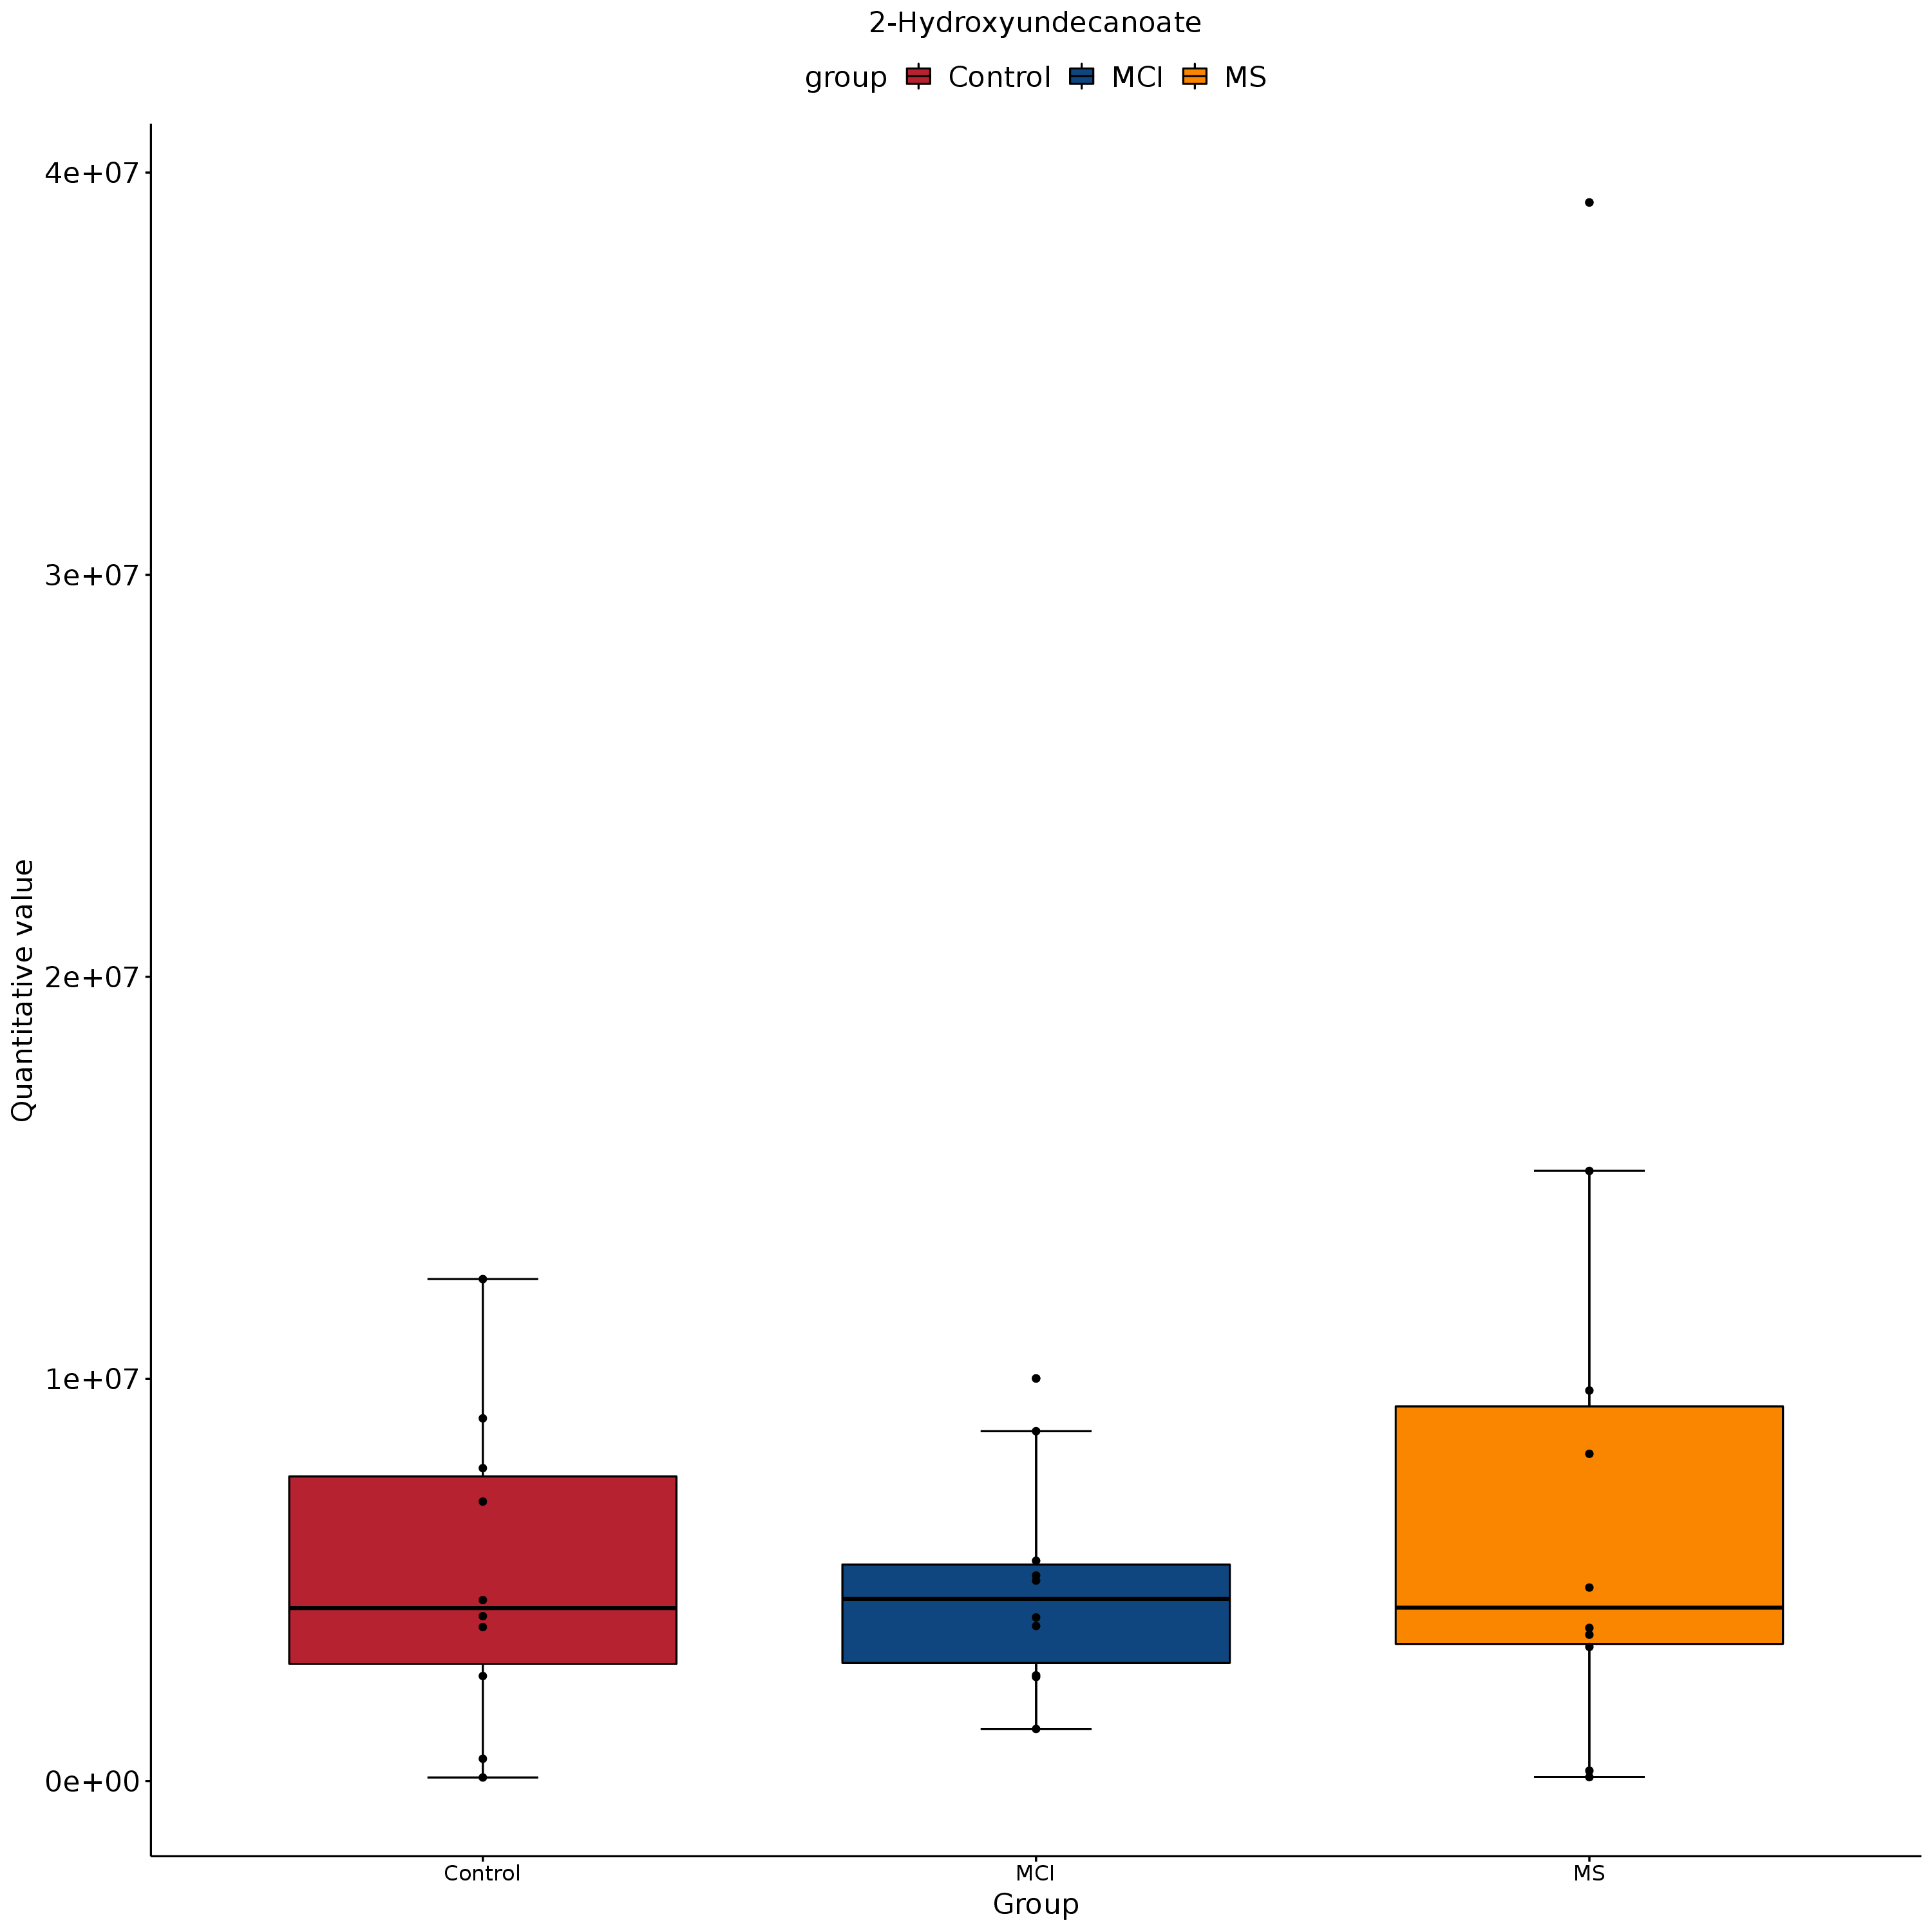 2-Hydroxyundecanoate
group Control MCI MS
Quantitative value
4e+07
3e+07
2e+07
1e+07
0e+00
Control MCI MS
Group